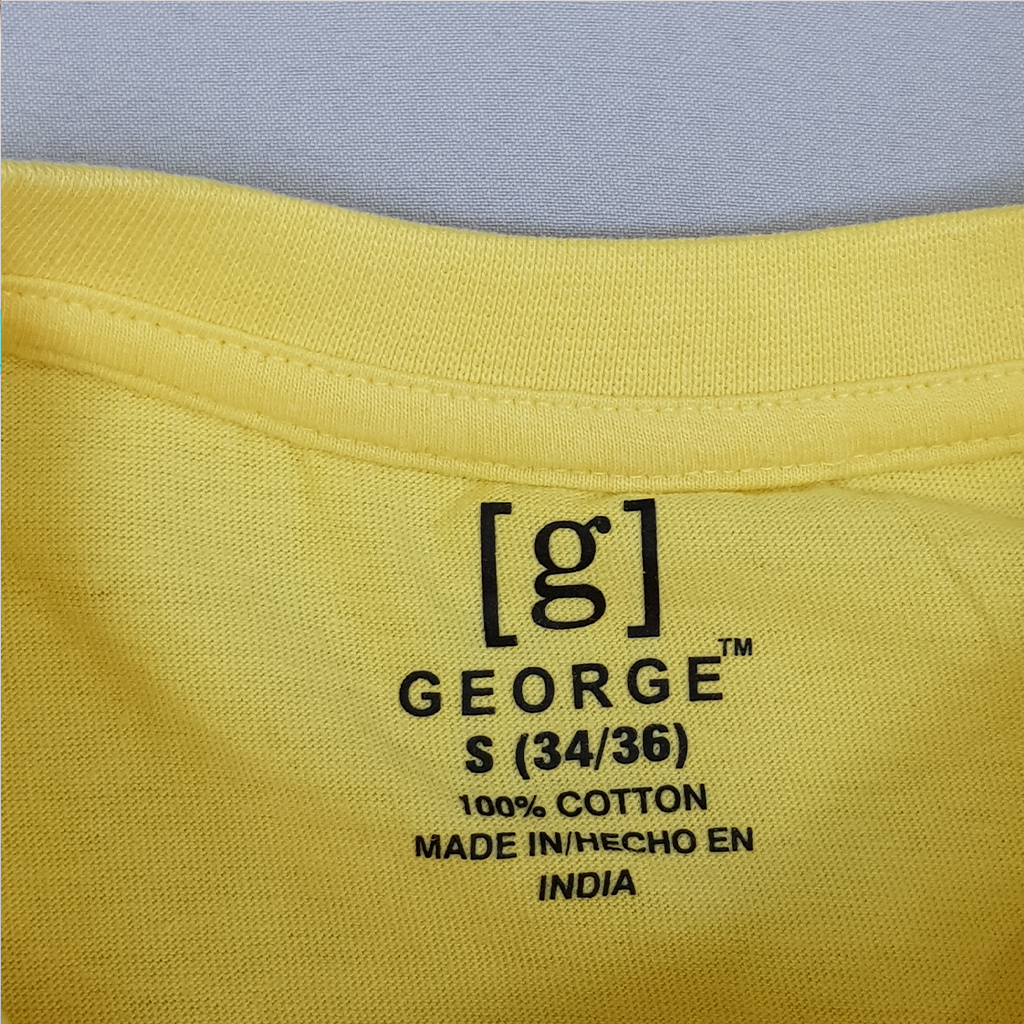 [g]
GEORGE™
S (34/36)
100% COTTON
MADE IN/HECHO EN
INDIA